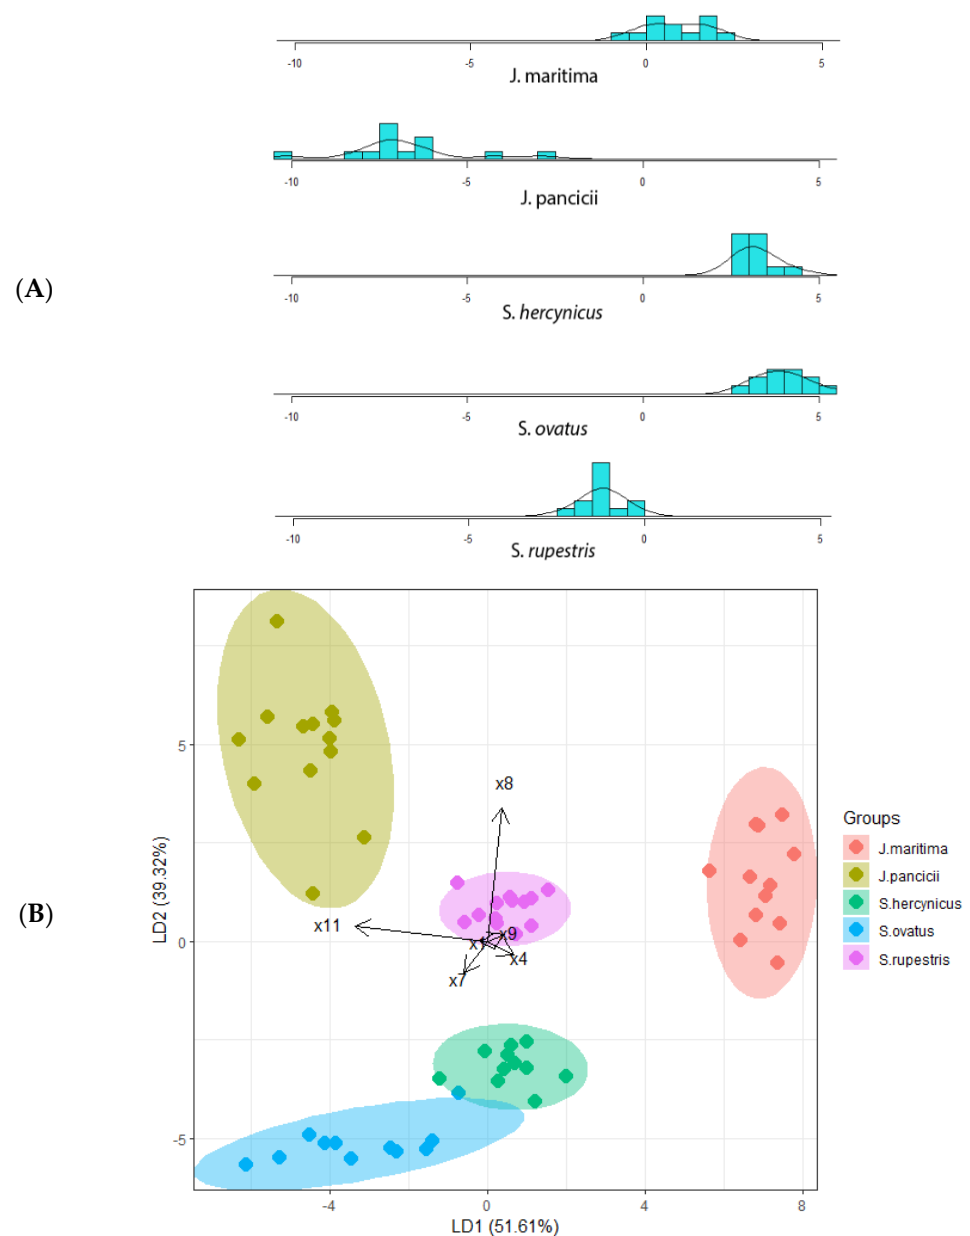 -10 -5 0 5
J. maritima
-10 -5 0 5
J. pancicii
(A)
-10 -5 0 5
S. hercynicus
-10 -5 0 5
S. ovatus
-10 -5 0 5
S. rupestris
(B)
LD2 (39.32%)
5
0
-5
x8
x11
x9
x4
x7
-4 0 4 8
LD1 (51.61%)
Groups
J.maritima
J.pancicii
S.hercynicus
S.ovatus
S.rupestris